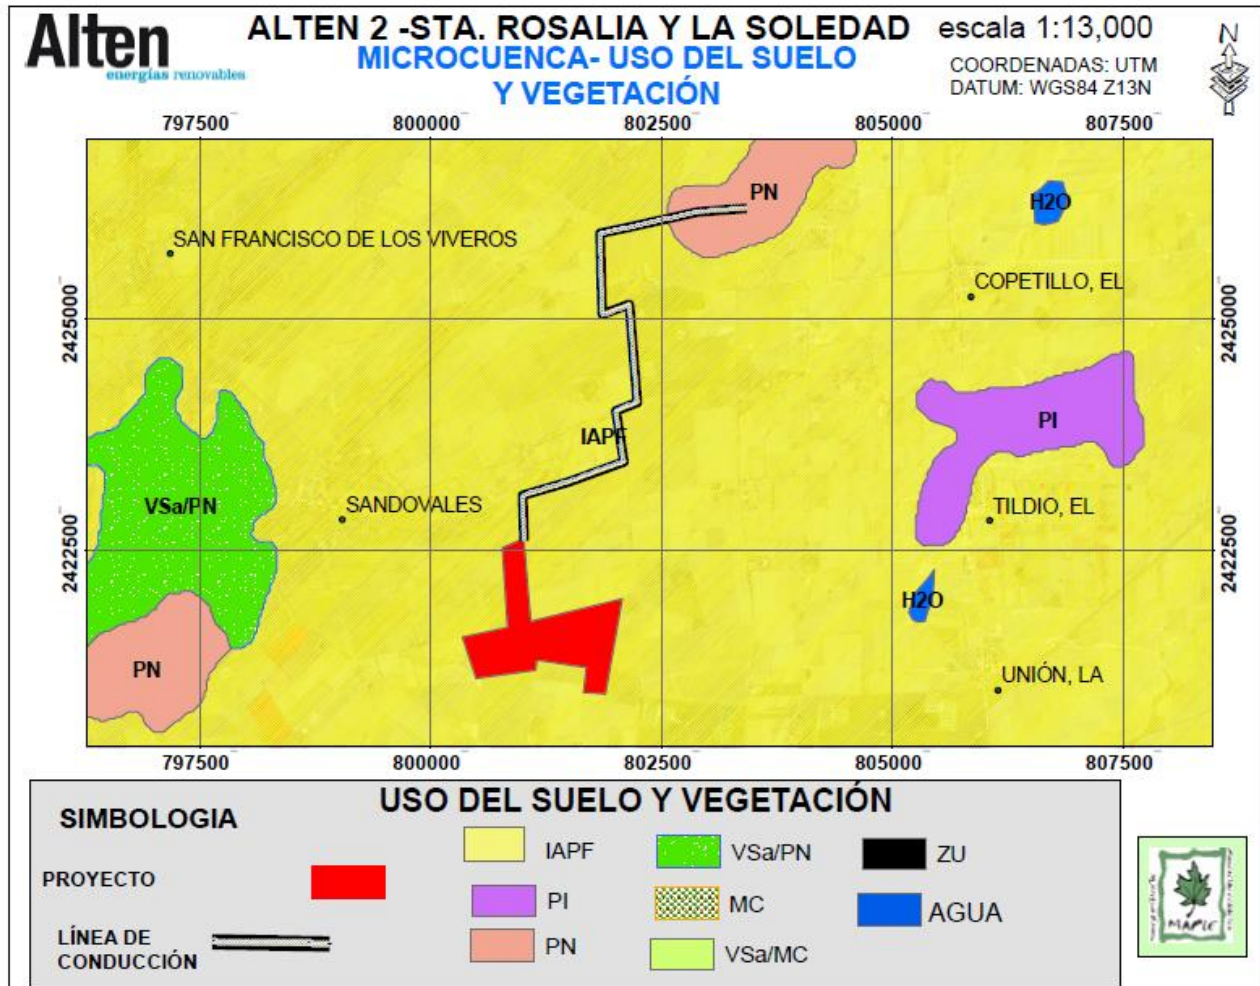 Alten
energías renovables
ALTEN 2 -STA. ROSALIA Y LA SOLEDAD
MICROCUENCA- USO DEL SUELO
Y VEGETACIÓN
escala 1:13,000
COORDENADAS: UTM
DATUM: WGS84 Z13N
N
797500 800000 802500 805000 807500
PN
H2O
SAN FRANCISCO DE LOS VIVEROS
COPETILLO, EL
2425000 2425000
PI
IAPF
VSa/PN
SANDOVALES
TILDIO, EL
2422500 2422500
H2O
PN
UNIÓN, LA
797500 800000 802500 805000 807500
USO DEL SUELO Y VEGETACIÓN
SIMBOLOGIA
PROYECTO
LÍNEA DE
CONDUCCIÓN
IAPF
PI
PN
VSa/PN
MC
VSa/MC
ZU
AGUA
MAPLE